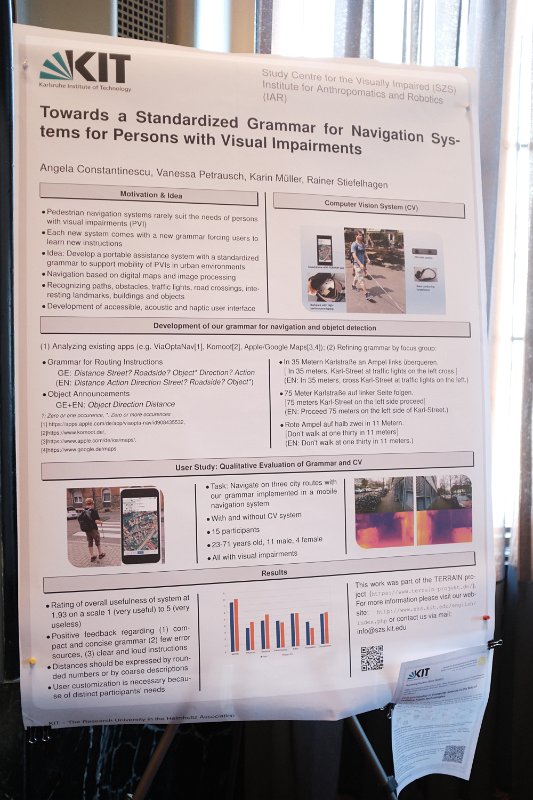 KIT
Karlsruhe Institute of Technology
Study Centre for the Visually Impaired (SZS)
Institute for Anthropomatics and Robotics
(IAR)
Towards a Standardized Grammar for Navigation Sys-
tems for Persons with Visual Impairments
Angela Constantinescu, Vanessa Petrausch, Karin Müller, Rainer Stiefelhagen
Motivation & Idea
• Pedestrian navigation systems rarely suit the needs of persons
with visual impairments (PVI)
• Each new system comes with a new grammar forcing users to
learn new instructions
• Idea: Develop a portable assistance system with a standardized
grammar to support mobility of PVIs in urban environments
• Navigation based on digital maps and image processing
• Recognizing paths, obstacles, traffic lights, road crossings, inte-
resting landmarks, buildings and objects
• Development of accessible, acoustic and haptic user interface
Computer Vision System (CV)
Development of our grammar for navigation and objetct detection
(1) Analyzing existing apps (e.g. ViaOptaNav[1], Komoot[2], Apple/Google Maps[3,4]); (2) Refining grammar by focus group:
• Grammar for Routing Instructions
GE: Distance Street? Roadside? Object* Direction? Action
(EN: Distance Action Direction Street? Roadside? Object*)
• Object Announcements
GE+EN: Object Direction Distance
?: Zero or one occurence, *: Zero or more occurences
[2]https://www.komoot.de/,
[3]https://www.apple.com/de/ios/maps/,
[4]https://www.google.de/maps
• In 35 Metern Karlstraße an Ampel links überqueren.
[ In 35 meters, Karl-Street at traffic lights on the left cross.]
(EN: In 35 meters, cross Karl-Street at traffic lights on the left.)
• 75 Meter Karlstraße auf linker Seite folgen.
[75 meters Karl-Street on the left side proceed]
(EN: Proceed 75 meters on the left side of Karl-Street.)
• Rote Ampel auf halb zwei in 11 Metern.
[Don't walk at one thirty in 11 meters]
(EN: Don't walk at one thirty in 11 meters.)
User Study: Qualitative Evaluation of Grammar and CV
• Task: Navigate on three city routes with
our grammar implemented in a mobile
navigation system
• With and without CV system
• 15 participants
• 23-71 years old, 11 male, 4 female
• All with visual impairments
Results
• Rating of overall usefulness of system at
1.93 on a scale 1 (very useful) to 5 (very
useless)
• Positive feedback regarding (1) com-
pact and concise grammar (2) few error
sources, (3) clear and loud instructions
• Distances should be expressed by roun-
ded numbers or by coarse descriptions
• User customization is necessary becau-
se of distinct participants' needs
This work was part of the TERRAIN pro-
ject (https://www.terrain-projekt.de/).
For more information please visit our web-
site: http://www.szs.kit.edu/english/
index.php or contact us via mail:
info@szs.kit.edu
KIT – The Research University in the Helmholtz Association
KIT